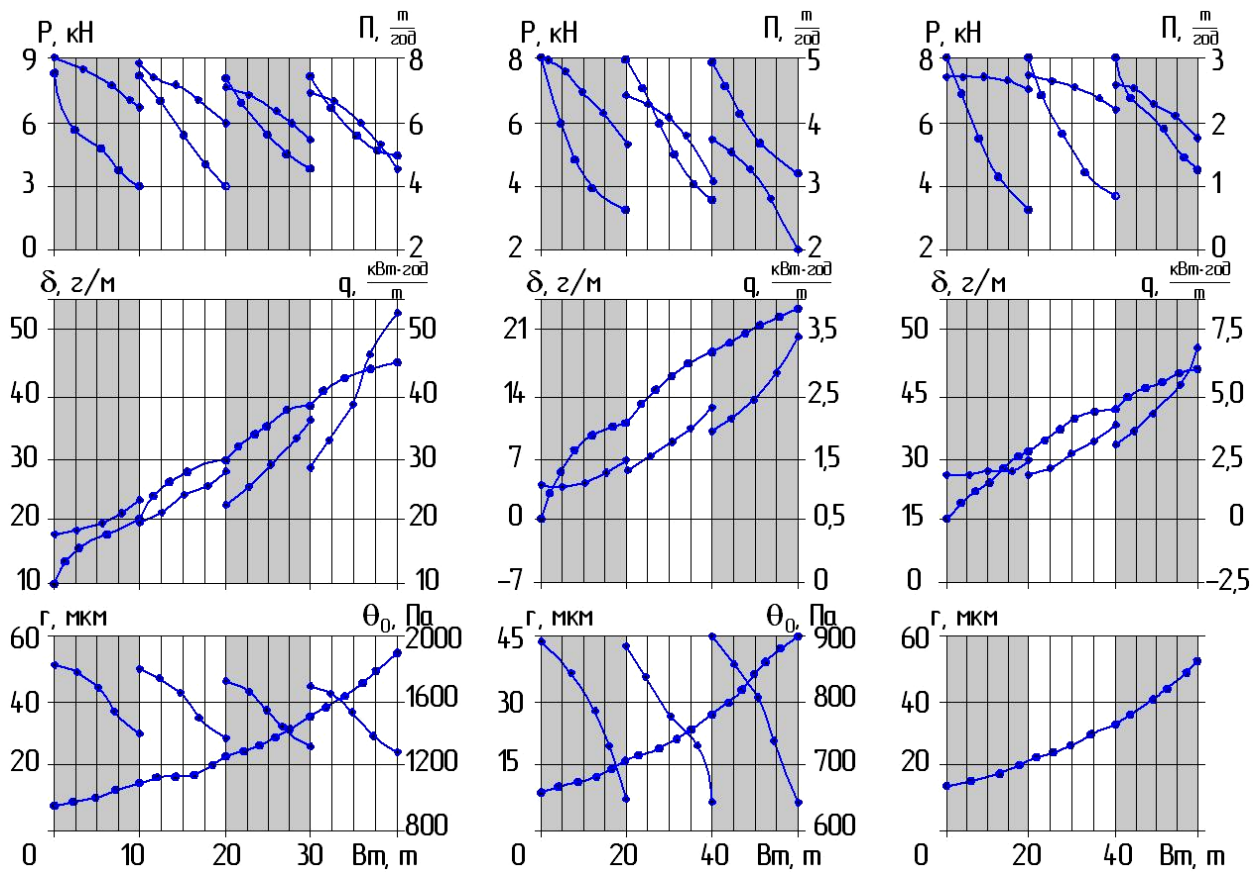 P, кН П, т/год P, кН П, т/год P, кН П, т/год
9 8 8 5 8 3
6 6 6 4 6 2
3 4 4 3 4 1
0 2 2 2 2 0
δ, г/м q, кВт·год/т δ, г/м q, кВт·год/т δ, г/м q, кВт·год/т
50 50 21 3,5 50 7,5
40 40 14 2,5 45 5,0
30 30 7 1,5 30 2,5
20 20 0 0,5 15 0
10 10 –7 0 0 –2,5
r, мкм θ₀, Па r, мкм θ₀, Па r, мкм
60 2000 45 900 60
40 1600 30 800 40
20 1200 15 700 20
800 600
0 10 20 30 Вт, т 0 20 40 Вт, т 0 20 40 Вт, т